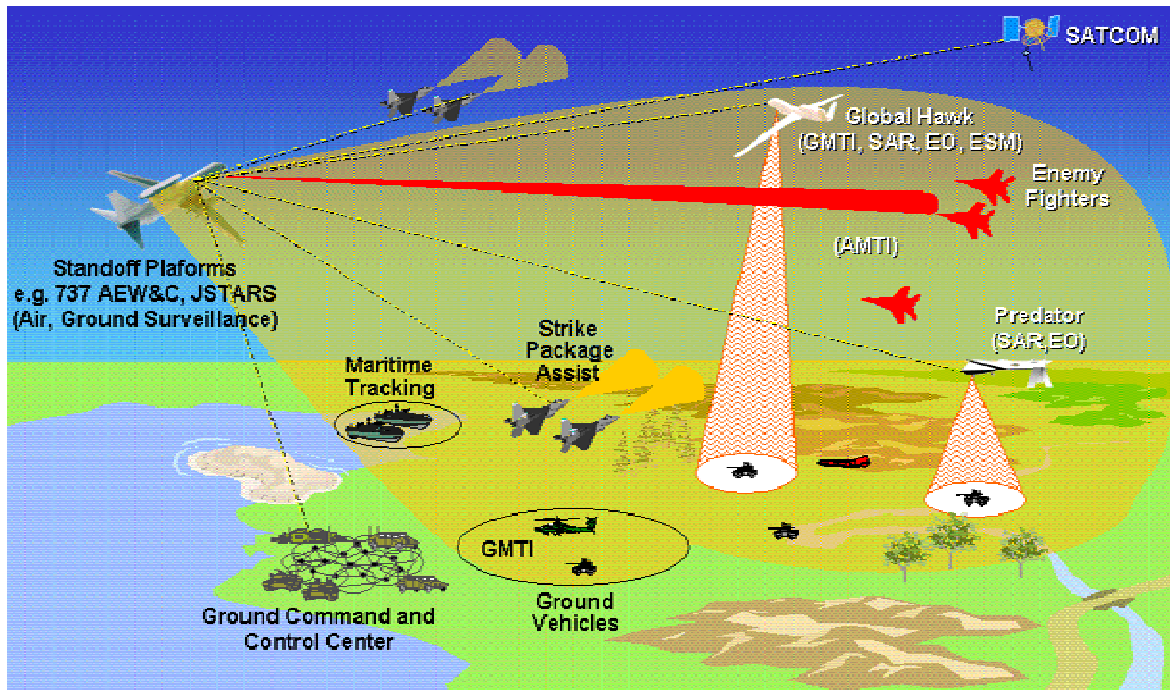 SATCOM
Global Hawk
(GMTI, SAR, EO, ESM)
Enemy
Fighters
(AMTI)
Standoff Plaforms
e.g. 737 AEW&C, JSTARS
(Air, Ground Surveillance)
Strike
Package
Assist
Predator
(SAR,EO)
Maritime
Tracking
GMTI
Ground
Vehicles
Ground Command and
Control Center